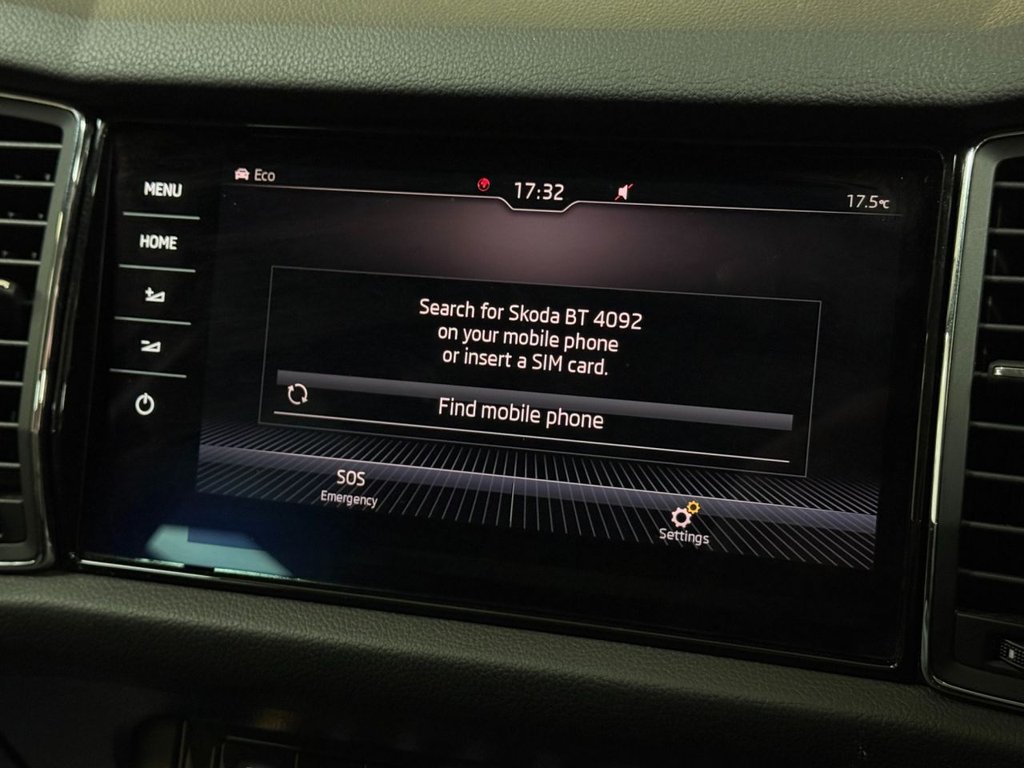 Eco
17:32
17.5°C
MENU
HOME
Search for Skoda BT 4092
on your mobile phone
or insert a SIM card.
Find mobile phone
SOS
Emergency
Settings